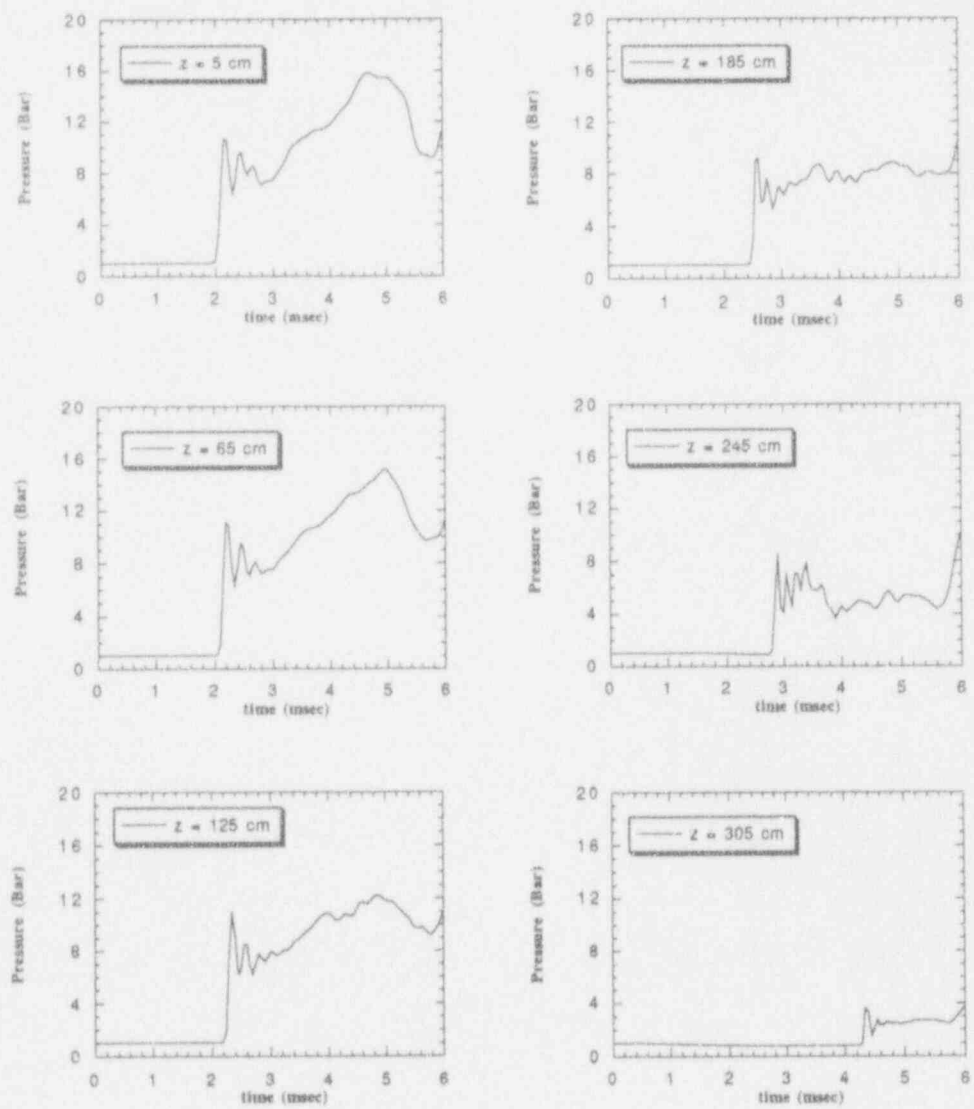 20
16
12
8
4
0
Pressure (Bar)
z = 5 cm
0 1 2 3 4 5 6
time (msec)
20
16
12
8
4
0
Pressure (Bar)
z = 185 cm
0 1 2 3 4 5 6
time (msec)
20
16
12
8
4
0
Pressure (Bar)
z = 65 cm
0 1 2 3 4 5 6
time (msec)
20
16
12
8
4
0
Pressure (Bar)
z = 245 cm
0 1 2 3 4 5 6
time (msec)
20
16
12
8
4
0
Pressure (Bar)
z = 125 cm
0 1 2 3 4 5 6
time (msec)
20
16
12
8
4
0
Pressure (Bar)
z = 305 cm
0 1 2 3 4 5 6
time (msec)